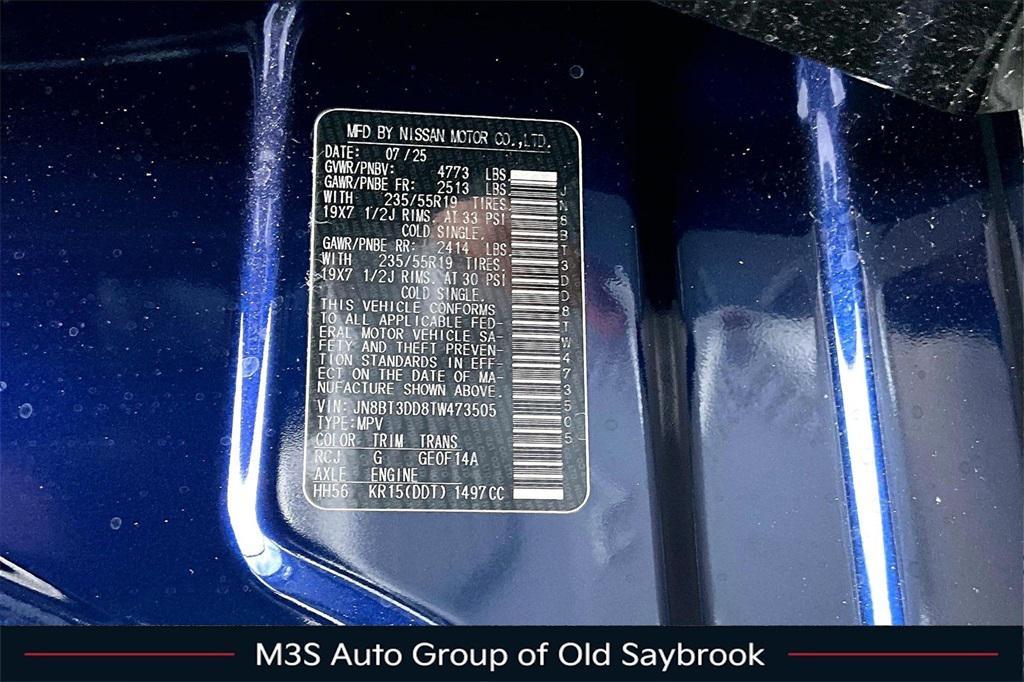 MFD BY NISSAN MOTOR CO.,LTD.
DATE: 07/25
GVWR/PNBV: 4773 LBS
GAWR/PNBE FR: 2513 LBS.
WITH 235/55R19 TIRES.
19X7 1/2J RIMS. AT 33 PSI
COLD SINGLE.
GAWR/PNBE RR: 2414 LBS.
WITH 235/55R19 TIRES.
19X7 1/2J RIMS. AT 30 PSI
COLD SINGLE.
THIS VEHICLE CONFORMS
TO ALL APPLICABLE FED-
ERAL MOTOR VEHICLE SA-
FETY AND THEFT PREVEN-
TION STANDARDS IN EFF-
ECT ON THE DATE OF MA-
NUFACTURE SHOWN ABOVE.
VIN: JN8BT3DD8TW473505
TYPE:MPV
COLOR TRIM TRANS
RCJ G GE0F14A
AXLE ENGINE
HH56 KR15(DDT) 1497CC
JN8BT3DD8TW473505
M3S Auto Group of Old Saybrook